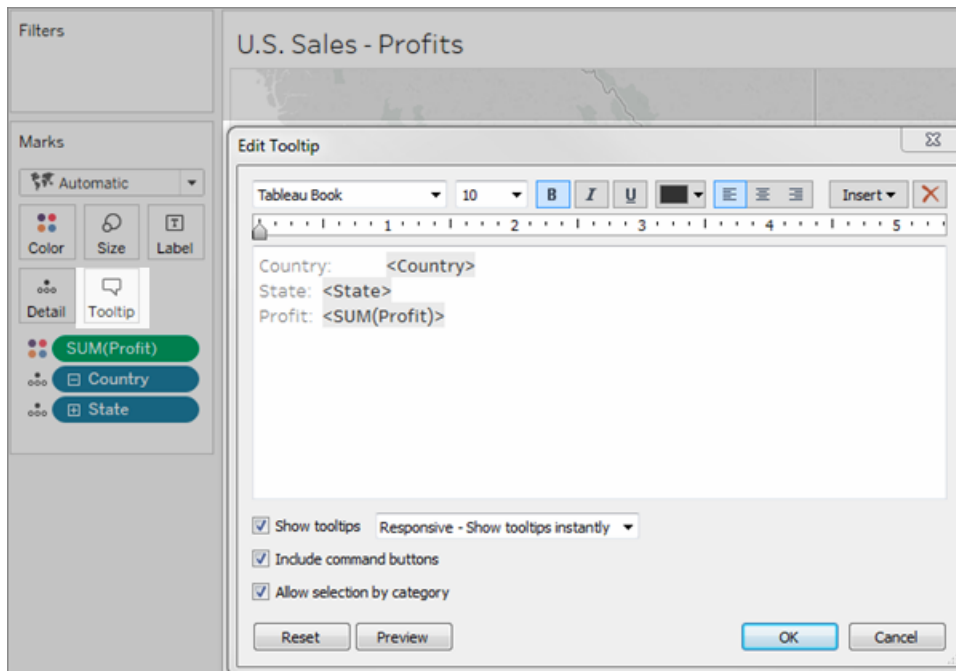 Filters
U.S. Sales - Profits
Marks
Automatic
Color Size Label
Detail Tooltip
SUM(Profit)
Country
State
Edit Tooltip
Tableau Book 10 B I U Insert
1 2 3 4 5
Country: <Country>
State: <State>
Profit: <SUM(Profit)>
Show tooltips Responsive - Show tooltips instantly
Include command buttons
Allow selection by category
Reset Preview OK Cancel